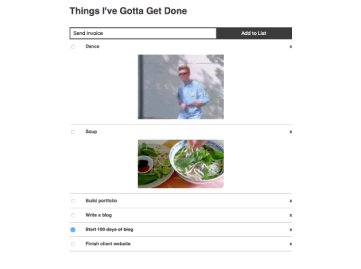 Things I've Gotta Get Done
Send invoice
Add to List
Dance
x
Soup
x
Build portfolio
x
Write a blog
x
Start 100 days of blog
x
Finish client website
x